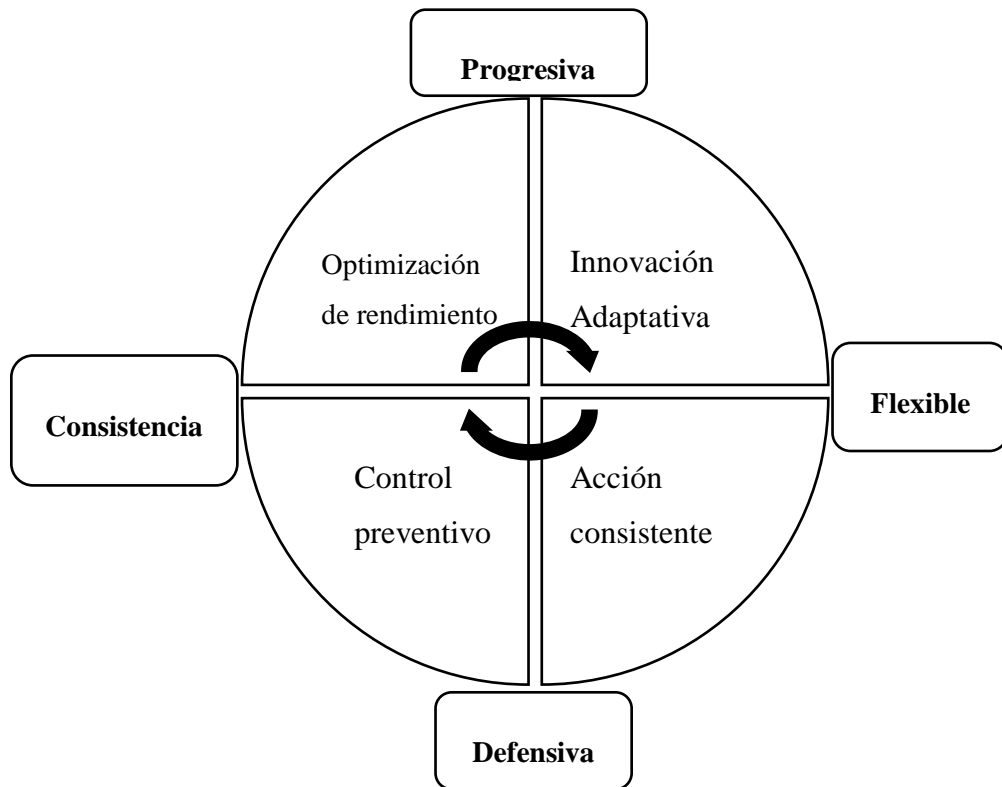 Progresiva
Optimización
de rendimiento
Innovación
Adaptativa
Consistencia
Flexible
Control
preventivo
Acción
consistente
Defensiva